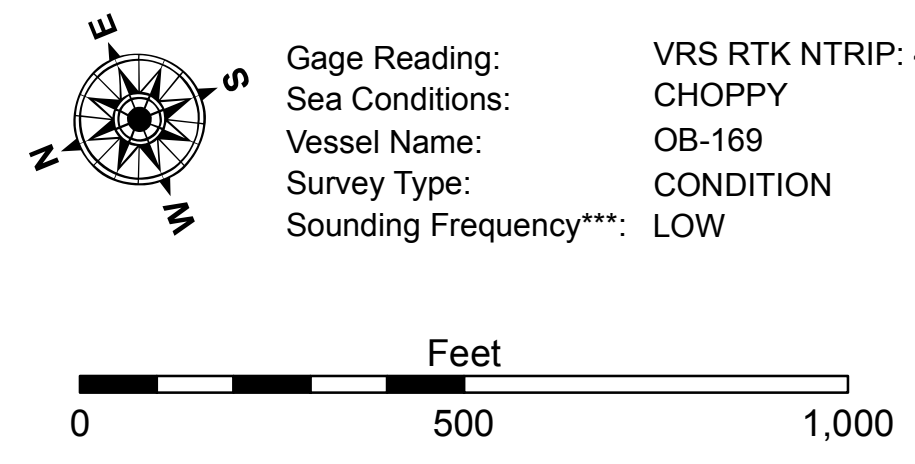 E
S
N
W
Gage Reading: VRS RTK NTRIP:
Sea Conditions: CHOPPY
Vessel Name: OB-169
Survey Type: CONDITION
Sounding Frequency***: LOW
Feet
0 500 1,000